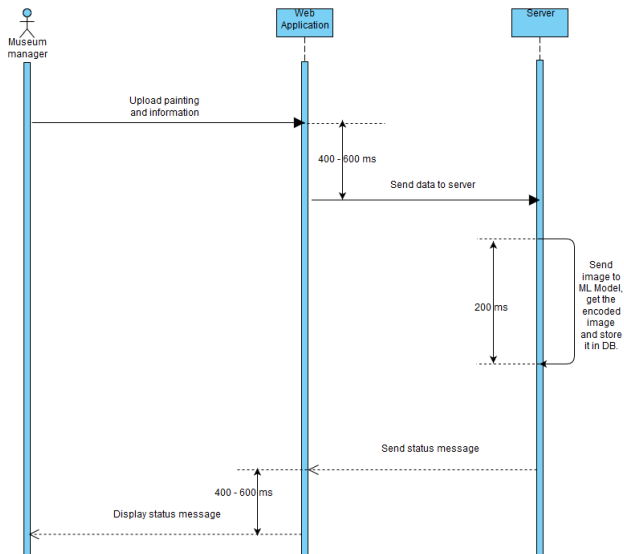 Museum
manager
Web
Application
Server
Upload painting
and information
400 - 600 ms
Send data to server
200 ms
Send
image to
ML Model,
get the
encoded
image
and store
it in DB.
Send status message
400 - 600 ms
Display status message